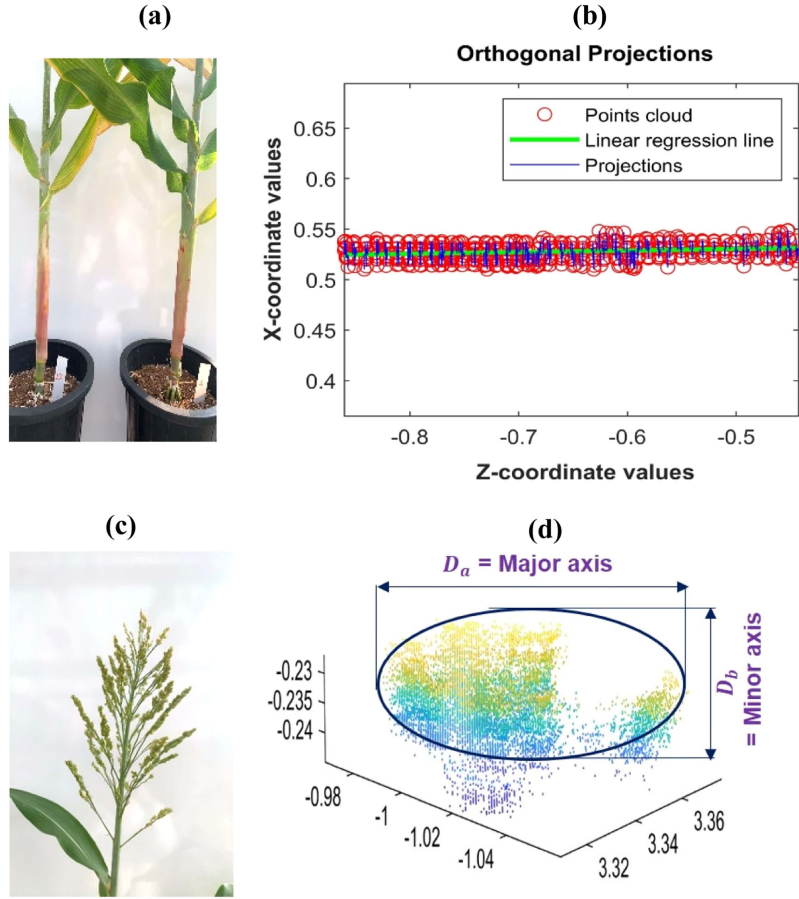 (a)
(b)
Orthogonal Projections
Points cloud
Linear regression line
Projections
X-coordinate values
0.65
0.6
0.55
0.5
0.45
0.4
-0.8
-0.7
-0.6
-0.5
Z-coordinate values
(c)
(d)
Da = Major axis
Db
= Minor axis
-0.23
-0.235
-0.24
-0.98
-1
-1.02
-1.04
3.32
3.34
3.36